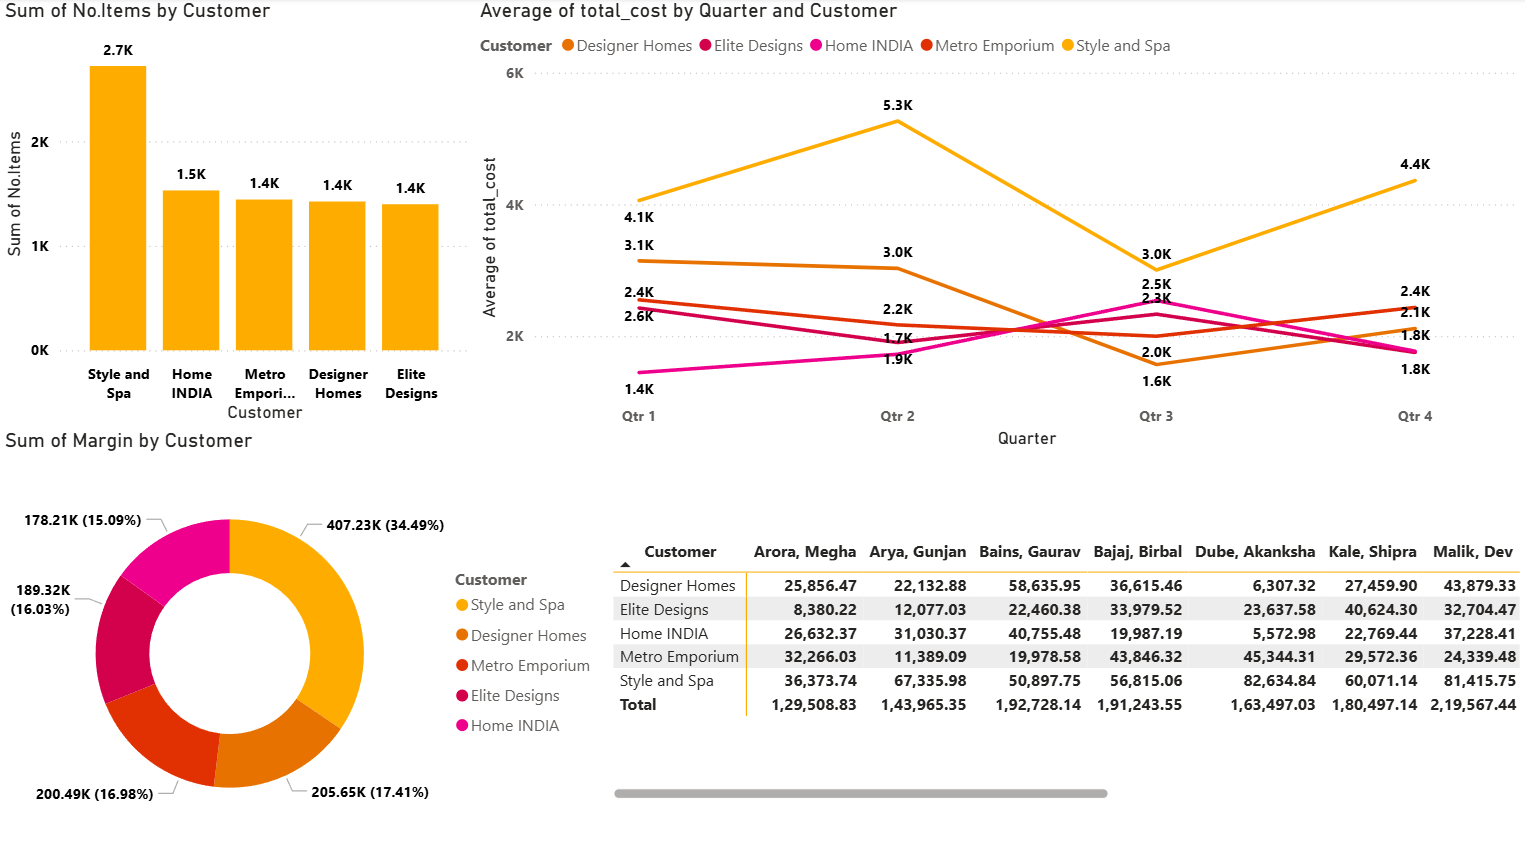 Sum of No.Items by Customer
Sum of No.Items
2K
1K
0K
2.7K
1.5K
1.4K
1.4K
1.4K
Style and Spa
Home INDIA
Metro Empori...
Designer Homes
Elite Designs
Customer
Average of total_cost by Quarter and Customer
Customer Designer Homes Elite Designs Home INDIA Metro Emporium Style and Spa
Average of total_cost
6K
4K
2K
4.1K
3.1K
2.4K
2.6K
1.4K
5.3K
3.0K
2.2K
1.7K
1.9K
3.0K
2.5K
2.3K
2.0K
1.6K
4.4K
2.4K
2.1K
1.8K
1.8K
Qtr 1 Qtr 2 Qtr 3 Qtr 4
Quarter
Sum of Margin by Customer
178.21K (15.09%)
407.23K (34.49%)
189.32K
(16.03%)
200.49K (16.98%)
205.65K (17.41%)
Customer
Style and Spa
Designer Homes
Metro Emporium
Elite Designs
Home INDIA
Customer Arora, Megha Arya, Gunjan Bains, Gaurav Bajaj, Birbal Dube, Akanksha Kale, Shipra Malik, Dev
Designer Homes 25,856.47 22,132.88 58,635.95 36,615.46 6,307.32 27,459.90 43,879.33
Elite Designs 8,380.22 12,077.03 22,460.38 33,979.52 23,637.58 40,624.30 32,704.47
Home INDIA 26,632.37 31,030.37 40,755.48 19,987.19 5,572.98 22,769.44 37,228.41
Metro Emporium 32,266.03 11,389.09 19,978.58 43,846.32 45,344.31 29,572.36 24,339.48
Style and Spa 36,373.74 67,335.98 50,897.75 56,815.06 82,634.84 60,071.14 81,415.75
Total 1,29,508.83 1,43,965.35 1,92,728.14 1,91,243.55 1,63,497.03 1,80,497.14 2,19,567.44